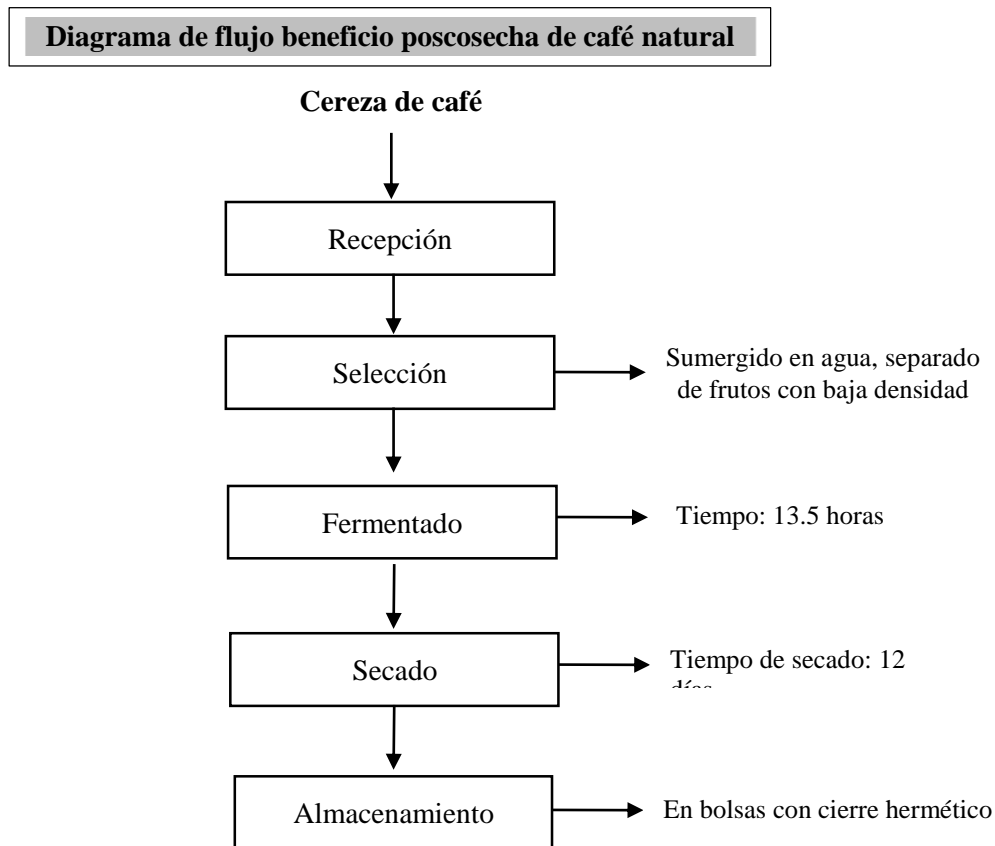 Diagrama de flujo beneficio poscosecha de café natural
Cereza de café
Recepción
Selección
Sumergido en agua, separado
de frutos con baja densidad
Fermentado
Tiempo: 13.5 horas
Secado
Tiempo de secado: 12
días
Almacenamiento
En bolsas con cierre hermético